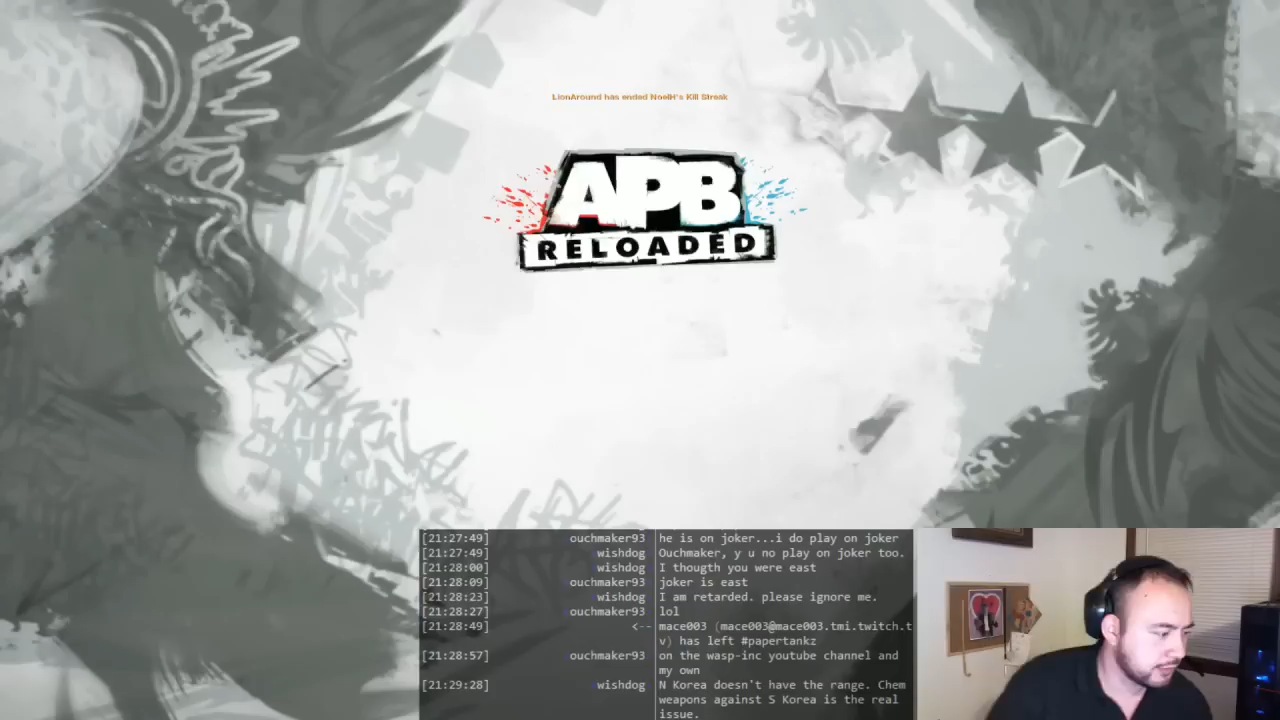 LionAround has ended NoelH's Kill Streak
APB
RELOADED
[21:27:49] ouchmaker93 he is on joker...i do play on joker
[21:27:49] wishdog Ouchmaker, y u no play on joker too.
[21:28:00] wishdog I thougth you were east
[21:28:09] ouchmaker93 joker is east
[21:28:23] wishdog I am retarded. please ignore me.
[21:28:27] ouchmaker93 lol
[21:28:49] <-- mace003 (mace003@mace003.tmi.twitch.t
v) has left #papertankz
[21:28:57] ouchmaker93 on the wasp-inc youtube channel and
my own
[21:29:28] wishdog N Korea doesn't have the range. Chem
weapons against S Korea is the real
issue.